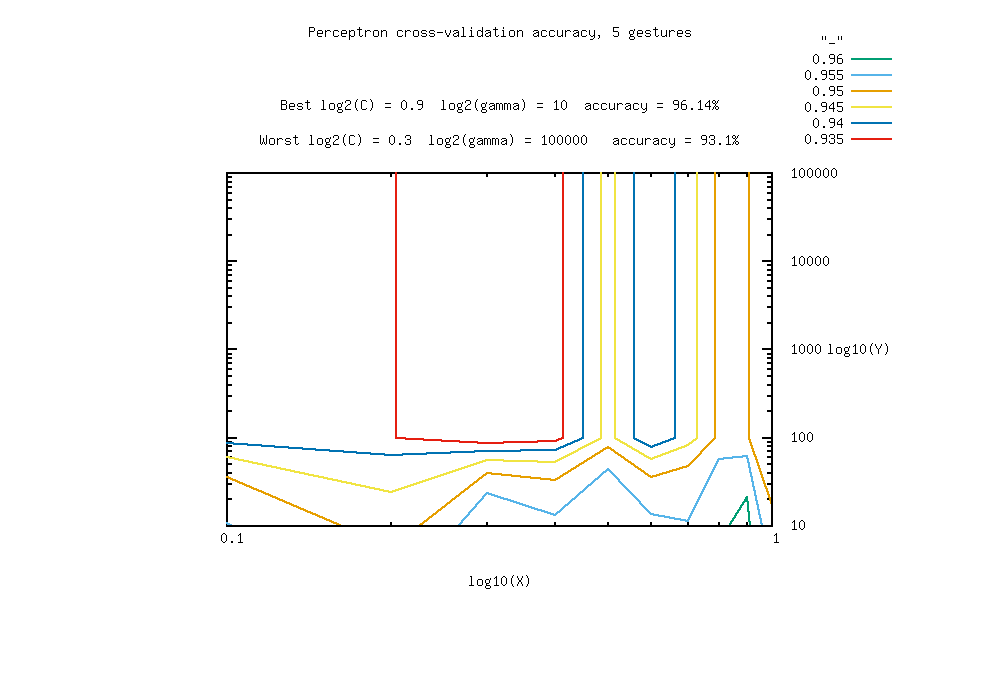 Perceptron cross-validation accuracy, 5 gestures
"_"
0.96
0.955
0.95
0.945
0.94
0.935
Best log2(C) = 0.9 log2(gamma) = 10 accuracy = 96.14%
Worst log2(C) = 0.3 log2(gamma) = 100000 accuracy = 93.1%
100000
10000
1000 log10(Y)
100
10
0.1 1
log10(X)